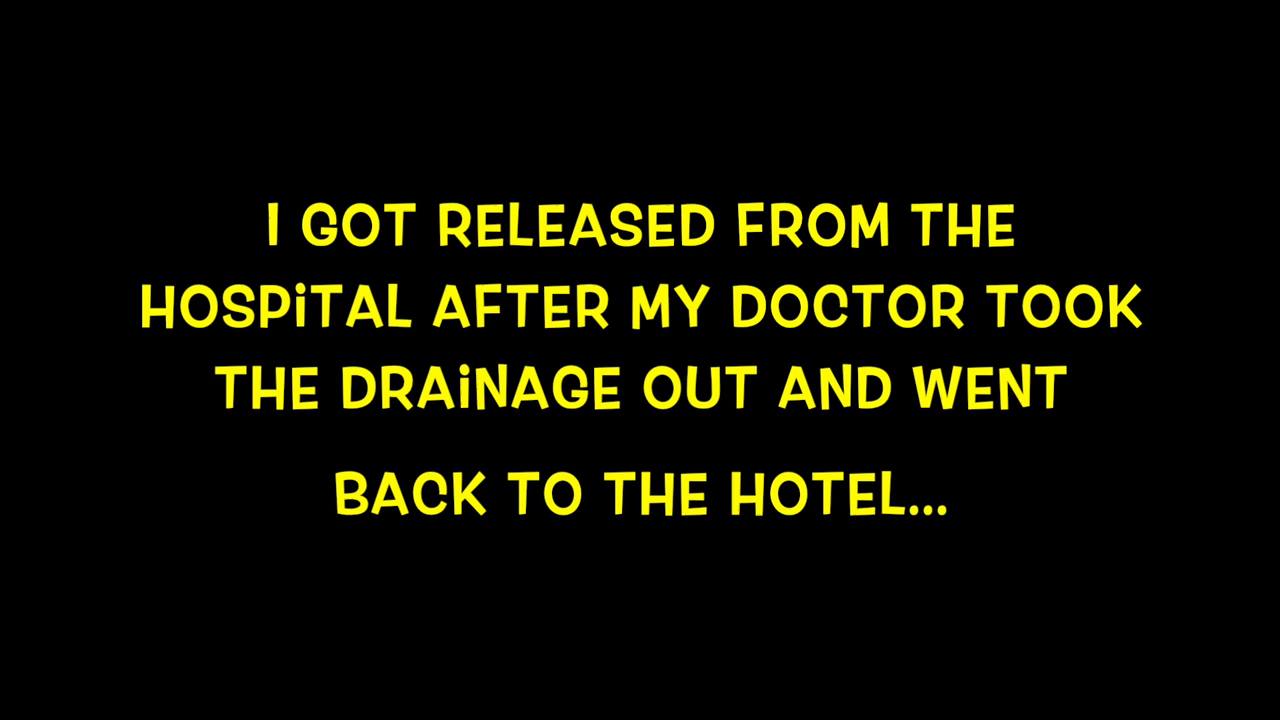 I GOT RELEASED FROM THE
HOSPiTAL AFTER MY DOCTOR TOOK
THE DRAiNAGE OUT AND WENT
BACK TO THE HOTEL...